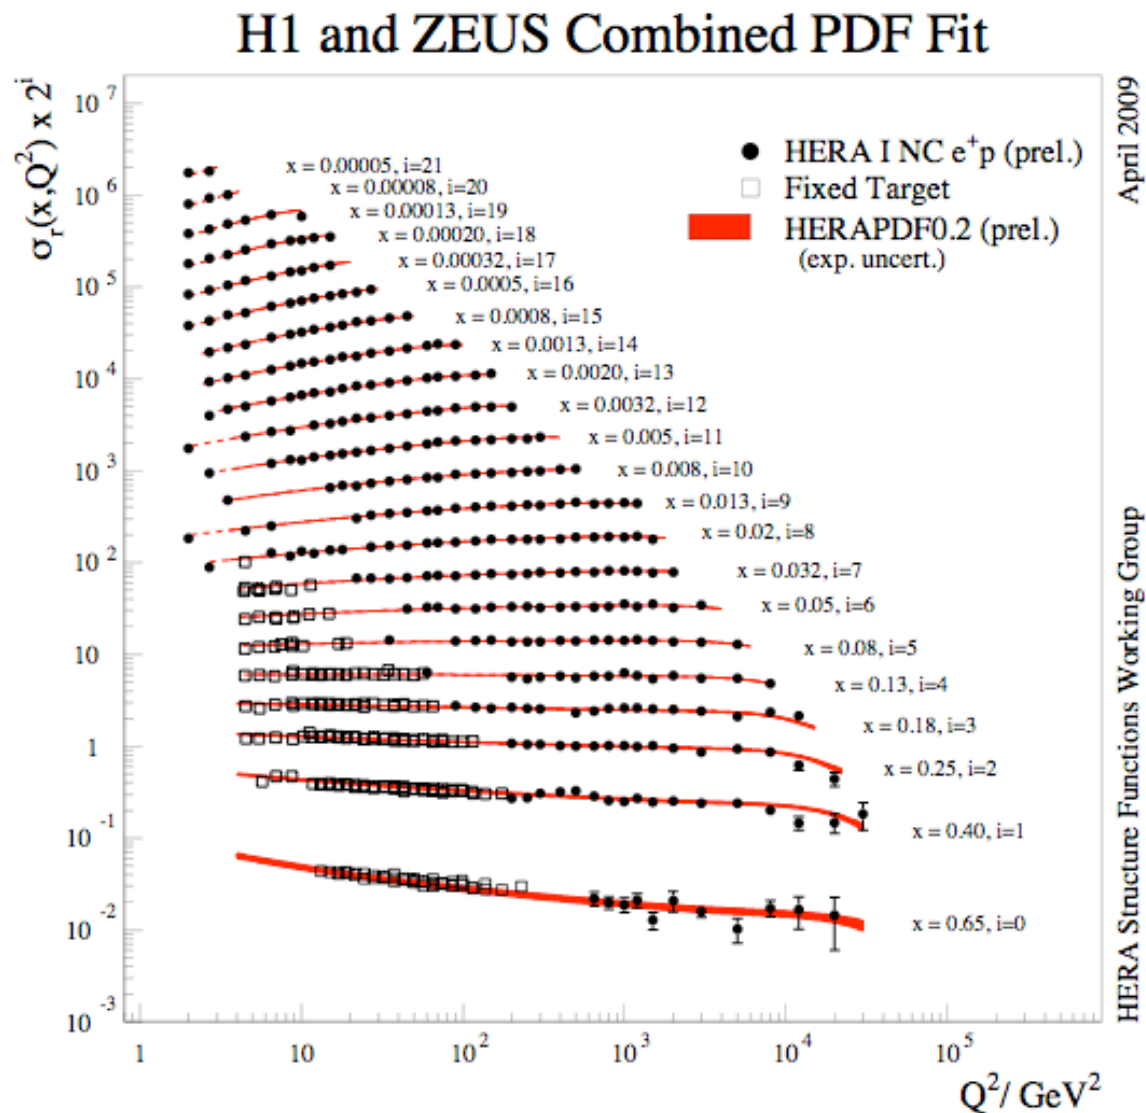 H1 and ZEUS Combined PDF Fit
σr(x,Q²) x 2ⁱ
April 2009
HERA Structure Functions Working Group
HERA I NC e⁺p (prel.)
Fixed Target
HERAPDF0.2 (prel.)
(exp. uncert.)
x = 0.00005, i=21
x = 0.00008, i=20
x = 0.00013, i=19
x = 0.00020, i=18
x = 0.00032, i=17
x = 0.0005, i=16
x = 0.0008, i=15
x = 0.0013, i=14
x = 0.0020, i=13
x = 0.0032, i=12
x = 0.005, i=11
x = 0.008, i=10
x = 0.013, i=9
x = 0.02, i=8
x = 0.032, i=7
x = 0.05, i=6
x = 0.08, i=5
x = 0.13, i=4
x = 0.18, i=3
x = 0.25, i=2
x = 0.40, i=1
x = 0.65, i=0
10⁷
10⁶
10⁵
10⁴
10³
10²
10
1
10⁻¹
10⁻²
10⁻³
1 10 10² 10³ 10⁴ 10⁵
Q²/ GeV²